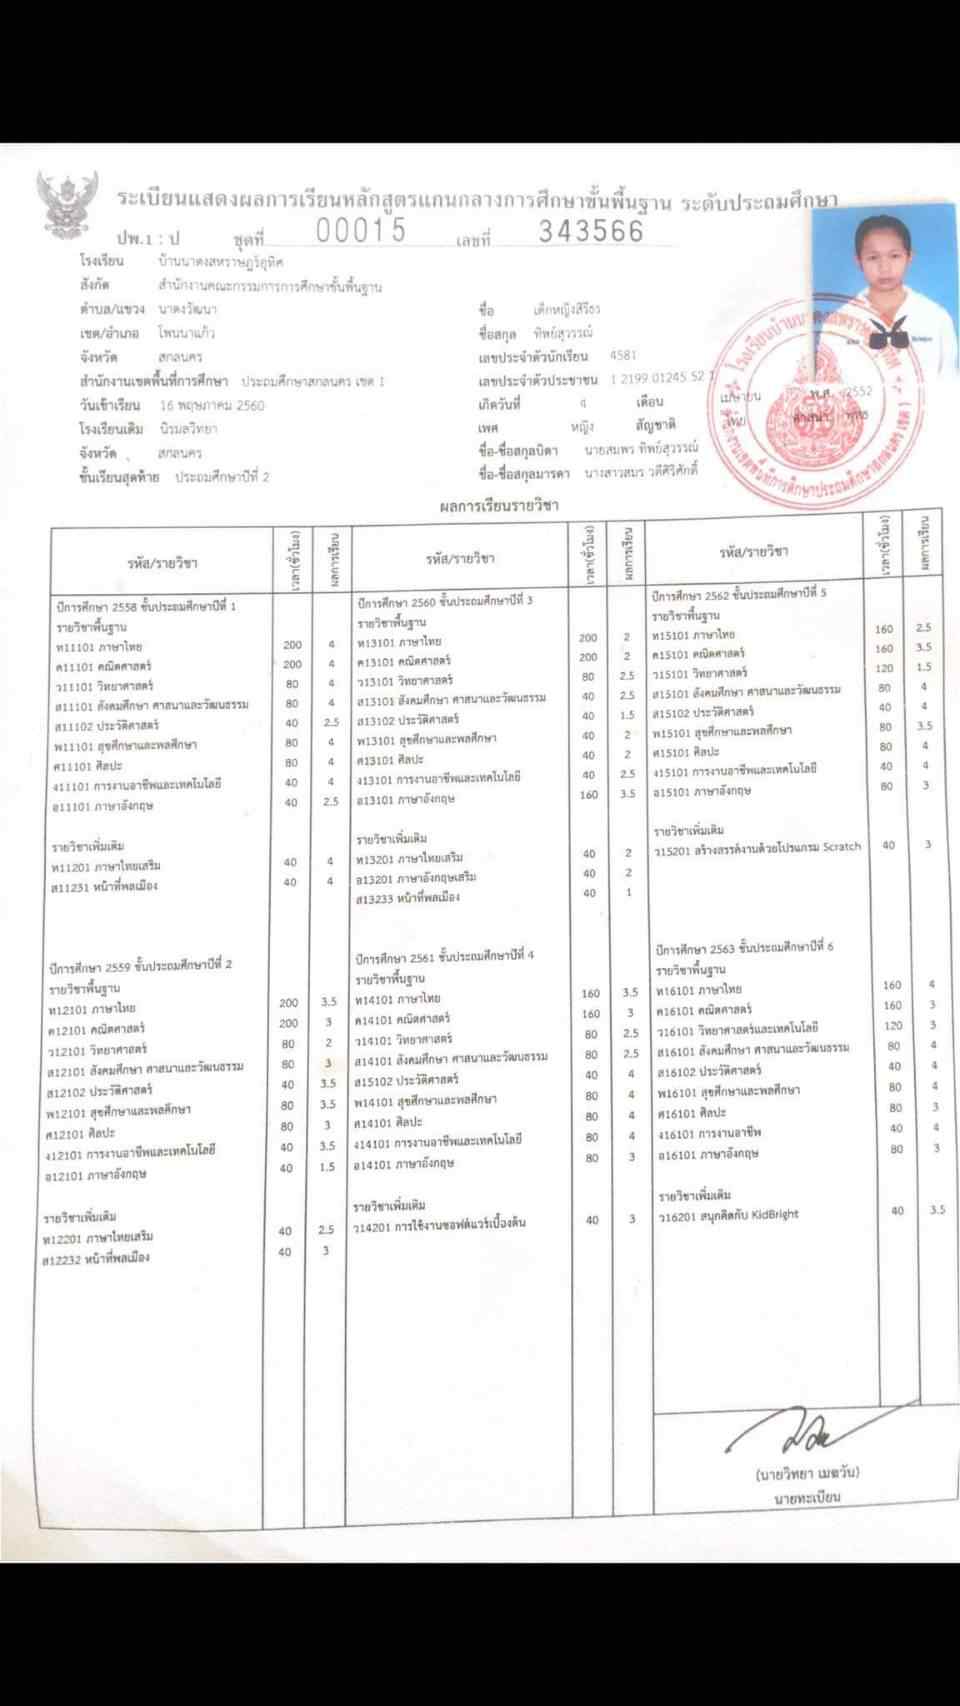 ระเบียนแสดงผลการเรียนหลักสูตรแกนกลางการศึกษาขั้นพื้นฐาน ระดับประถมศึกษา
ปพ.1 : ป ชุดที่ 00015 เลขที่ 343566
โรงเรียน บ้านนาดงสหราษฎร์อุทิศ
สังกัด สำนักงานคณะกรรมการการศึกษาขั้นพื้นฐาน
ตำบล/แขวง นาตงวัฒนา
เขต/อำเภอ โพนนาแก้ว
จังหวัด สกลนคร
สำนักงานเขตพื้นที่การศึกษา ประถมศึกษาสกลนคร เขต 1
วันเข้าเรียน 16 พฤษภาคม 2560
โรงเรียนเดิม นิรมลวิทยา
จังหวัด สกลนคร
ชั้นเรียนสุดท้าย ประถมศึกษาปีที่ 2
ชื่อ เด็กหญิงสิริธร
ชื่อสกุล ทิพย์สุวรรณ์
เลขประจำตัวนักเรียน 4581
เลขประจำตัวประชาชน 1 2199 01245 52 1
เกิดวันที่ 4 เดือน เมษายน พ.ศ. 2552
เพศ หญิง สัญชาติ ไทย ศาสนา พุทธ
ชื่อ-ชื่อสกุลบิดา นายสมพร ทิพย์สุวรรณ์
ชื่อ-ชื่อสกุลมารดา นางสาวสมร วดีศิริศักดิ์
ผลการเรียนรายวิชา
รหัส/รายวิชา เวลา(ชั่วโมง) ผลการเรียน
ปีการศึกษา 2558 ชั้นประถมศึกษาปีที่ 1
รายวิชาพื้นฐาน
ท11101 ภาษาไทย 200 4
ค11101 คณิตศาสตร์ 200 4
ว11101 วิทยาศาสตร์ 80 4
ส11101 สังคมศึกษา ศาสนาและวัฒนธรรม 80 4
ส11102 ประวัติศาสตร์ 40 2.5
พ11101 สุขศึกษาและพลศึกษา 80 4
ศ11101 ศิลปะ 80 4
ง11101 การงานอาชีพและเทคโนโลยี 40 4
อ11101 ภาษาอังกฤษ 40 2.5
รายวิชาเพิ่มเติม
ท11201 ภาษาไทยเสริม 40 4
ส11231 หน้าที่พลเมือง 40 4
ปีการศึกษา 2559 ชั้นประถมศึกษาปีที่ 2
รายวิชาพื้นฐาน
ท12101 ภาษาไทย 200 3.5
ค12101 คณิตศาสตร์ 200 3
ว12101 วิทยาศาสตร์ 80 2
ส12101 สังคมศึกษา ศาสนาและวัฒนธรรม 80 3
ส12102 ประวัติศาสตร์ 40 3.5
พ12101 สุขศึกษาและพลศึกษา 80 3.5
ศ12101 ศิลปะ 80 3
ง12101 การงานอาชีพและเทคโนโลยี 40 3.5
อ12101 ภาษาอังกฤษ 40 1.5
รายวิชาเพิ่มเติม
ท12201 ภาษาไทยเสริม 40 2.5
ส12232 หน้าที่พลเมือง 40 3
รหัส/รายวิชา เวลา(ชั่วโมง) ผลการเรียน
ปีการศึกษา 2560 ชั้นประถมศึกษาปีที่ 3
รายวิชาพื้นฐาน
ท13101 ภาษาไทย 200 2
ค13101 คณิตศาสตร์ 200 2
ว13101 วิทยาศาสตร์ 80 2.5
ส13101 สังคมศึกษา ศาสนาและวัฒนธรรม 40 2.5
ส13102 ประวัติศาสตร์ 40 1.5
พ13101 สุขศึกษาและพลศึกษา 40 2
ศ13101 ศิลปะ 40 2
ง13101 การงานอาชีพและเทคโนโลยี 40 2.5
อ13101 ภาษาอังกฤษ 160 3.5
รายวิชาเพิ่มเติม
ท13201 ภาษาไทยเสริม 40 2
อ13201 ภาษาอังกฤษเสริม 40 2
ส13233 หน้าที่พลเมือง 40 1
ปีการศึกษา 2561 ชั้นประถมศึกษาปีที่ 4
รายวิชาพื้นฐาน
ท14101 ภาษาไทย 160 3.5
ค14101 คณิตศาสตร์ 160 3
ว14101 วิทยาศาสตร์ 80 2.5
ส14101 สังคมศึกษา ศาสนาและวัฒนธรรม 80 2.5
ส15102 ประวัติศาสตร์ 40 4
พ14101 สุขศึกษาและพลศึกษา 80 4
ศ14101 ศิลปะ 80 4
ง14101 การงานอาชีพและเทคโนโลยี 80 4
อ14101 ภาษาอังกฤษ 80 3
รายวิชาเพิ่มเติม
ว14201 การใช้งานซอฟต์แวร์เบื้องต้น 40 3
รหัส/รายวิชา เวลา(ชั่วโมง) ผลการเรียน
ปีการศึกษา 2562 ชั้นประถมศึกษาปีที่ 5
รายวิชาพื้นฐาน
ท15101 ภาษาไทย 160 2.5
ค15101 คณิตศาสตร์ 160 3.5
ว15101 วิทยาศาสตร์ 120 1.5
ส15101 สังคมศึกษา ศาสนาและวัฒนธรรม 80 4
ส15102 ประวัติศาสตร์ 40 4
พ15101 สุขศึกษาและพลศึกษา 80 3.5
ศ15101 ศิลปะ 80 4
ง15101 การงานอาชีพและเทคโนโลยี 40 4
อ15101 ภาษาอังกฤษ 80 3
รายวิชาเพิ่มเติม
ว15201 สร้างสรรค์งานด้วยโปรแกรม Scratch 40 3
ปีการศึกษา 2563 ชั้นประถมศึกษาปีที่ 6
รายวิชาพื้นฐาน
ท16101 ภาษาไทย 160 4
ค16101 คณิตศาสตร์ 160 3
ว16101 วิทยาศาสตร์และเทคโนโลยี 120 3
ส16101 สังคมศึกษา ศาสนาและวัฒนธรรม 80 4
ส16102 ประวัติศาสตร์ 40 4
พ16101 สุขศึกษาและพลศึกษา 80 4
ศ16101 ศิลปะ 80 3
ง16101 การงานอาชีพ 40 4
อ16101 ภาษาอังกฤษ 80 3
รายวิชาเพิ่มเติม
ว16201 สนุกคิดกับ KidBright 40 3.5
(นายวิทยา เมตวัน)
นายทะเบียน